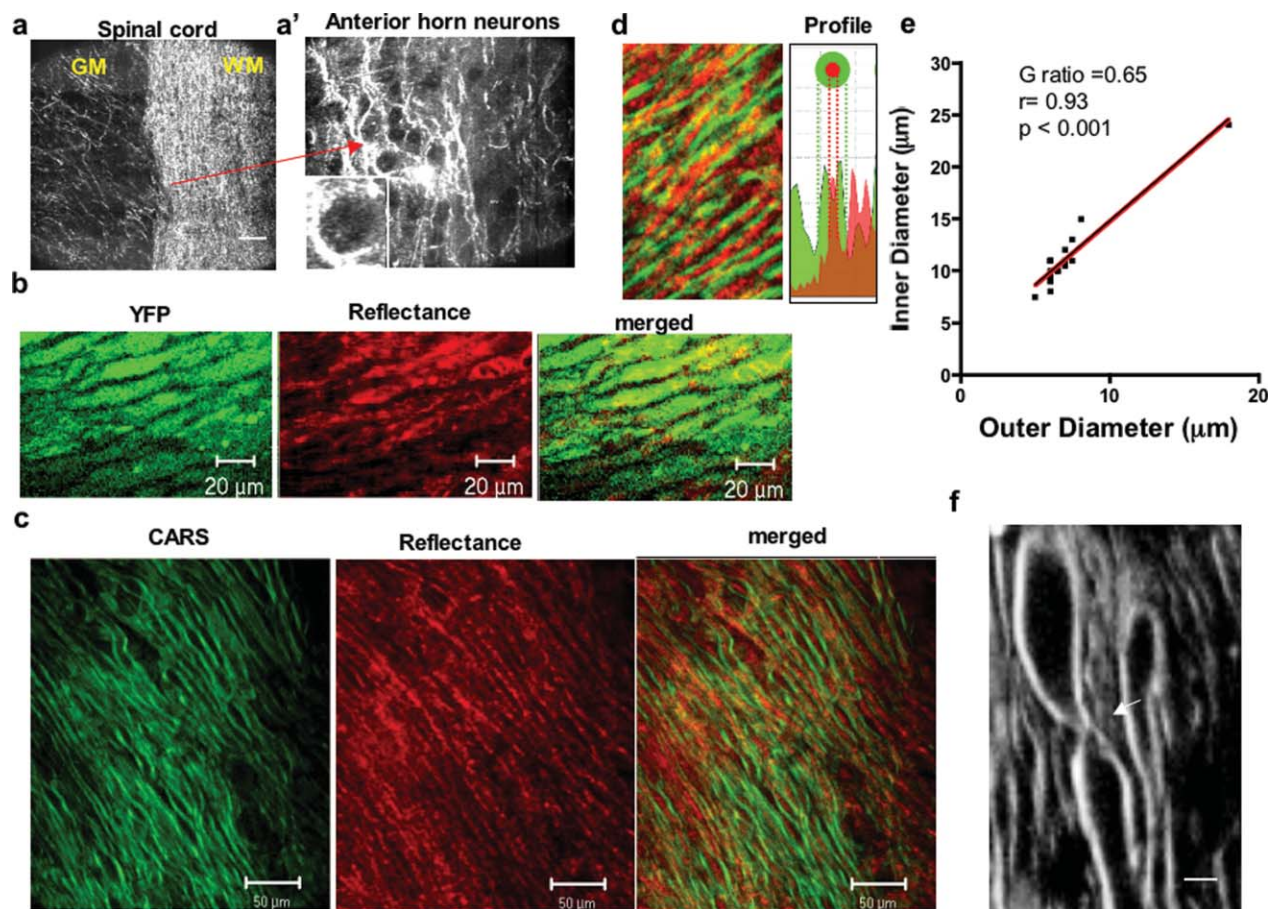 a
Spinal cord
GM
WM
a'
Anterior horn neurons
b
YFP
Reflectance
merged
20 µm
20 µm
20 µm
c
CARS
Reflectance
merged
50 µm
50 µm
50 µm
d
Profile
e
G ratio =0.65
r= 0.93
p < 0.001
30
25
20
15
10
5
0
Inner Diameter (µm)
0
10
20
Outer Diameter (µm)
f